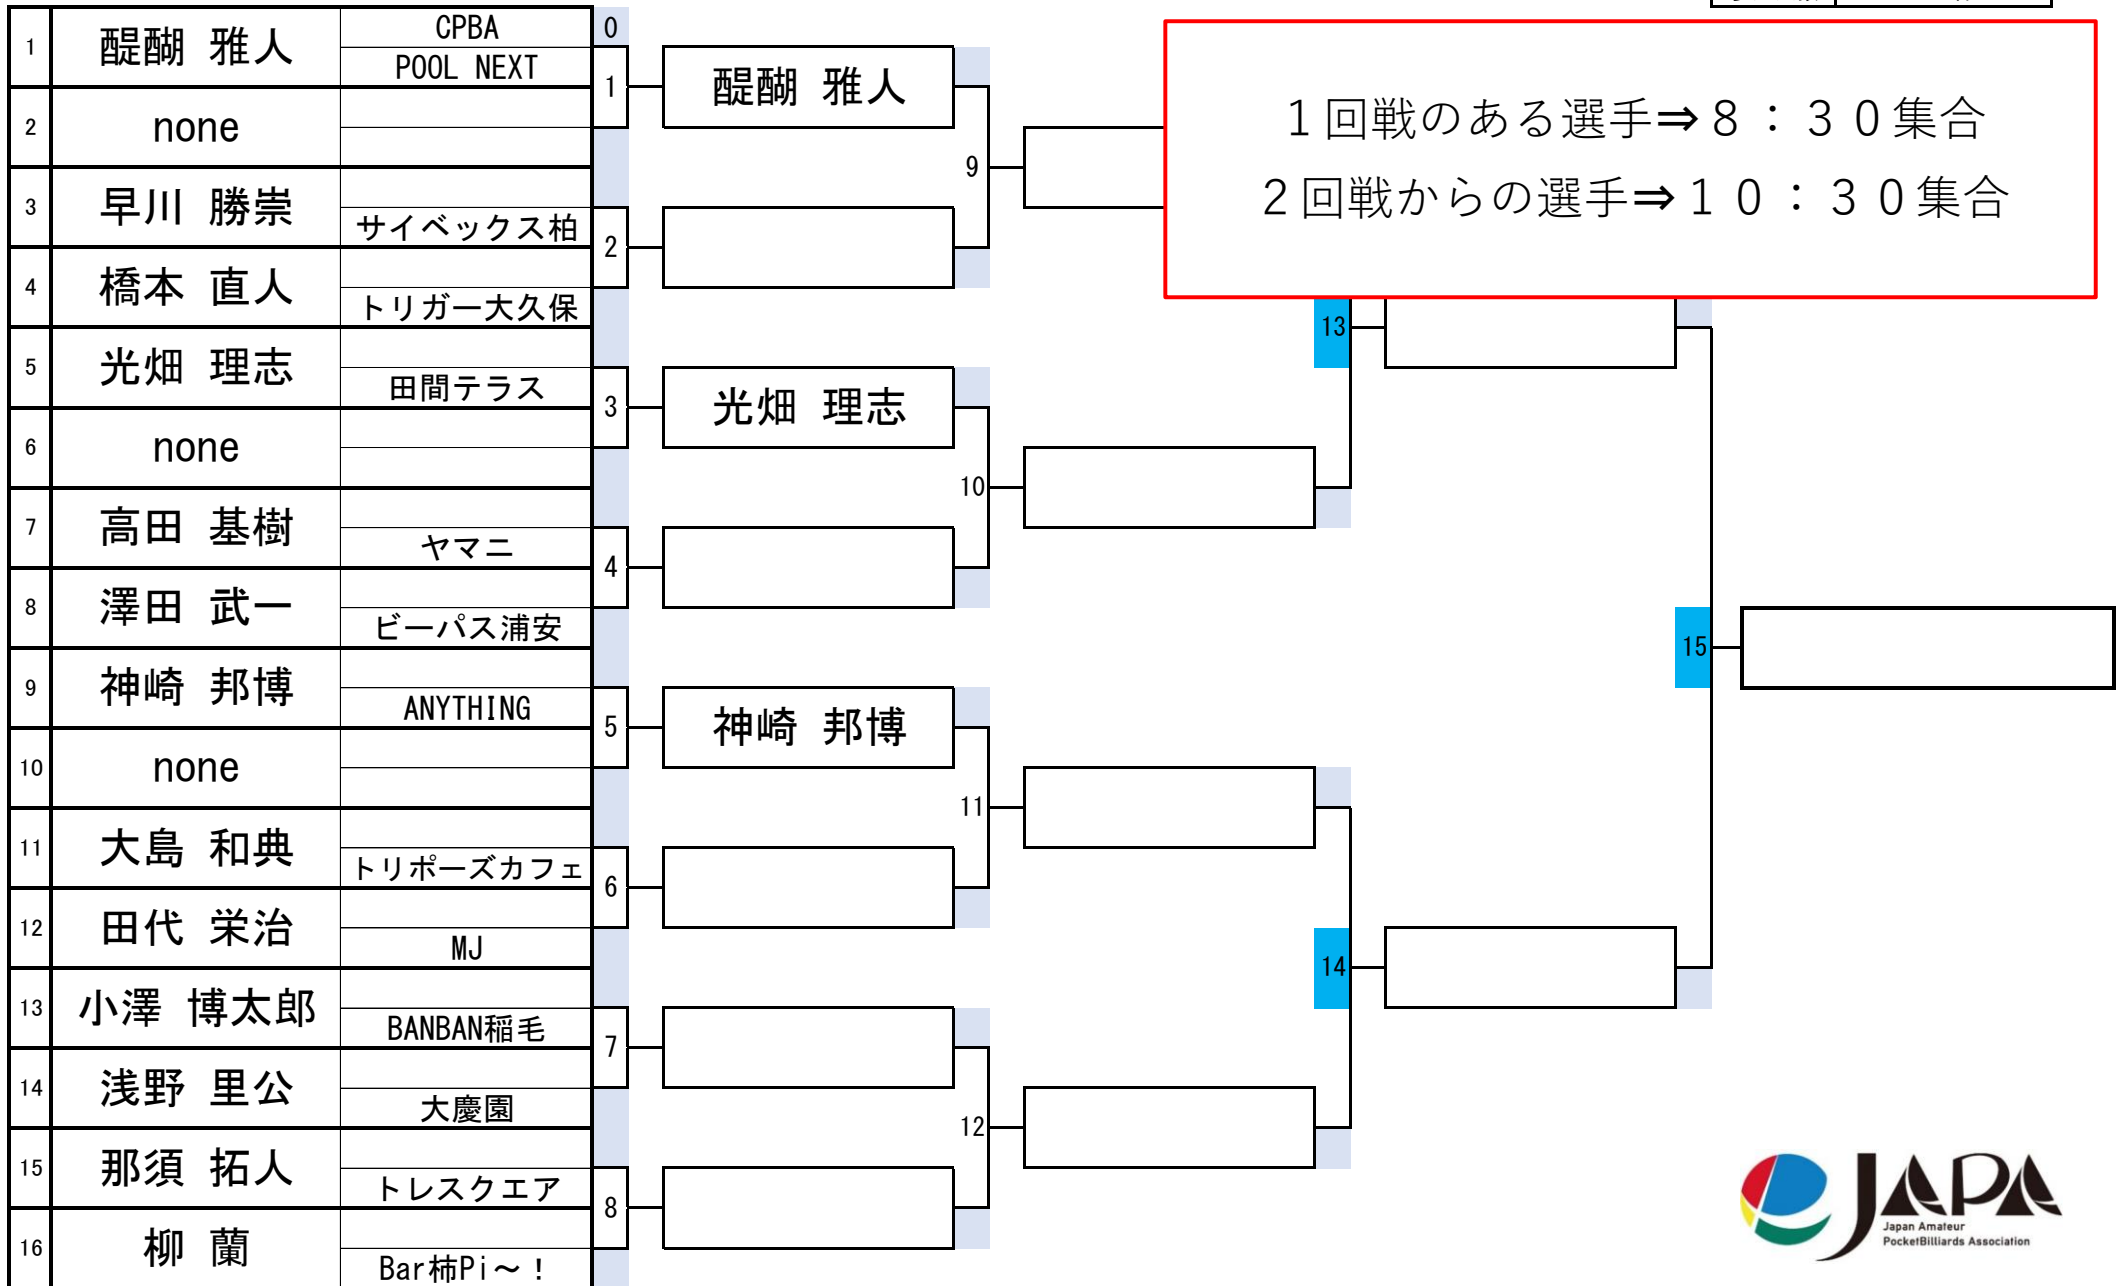 1 醍醐 雅人 CPBA 0
POOL NEXT
1 醍醐 雅人
2 none
3 早川 勝崇
サイベックス柏
2
4 橋本 直人
トリガー大久保
9
1回戦のある選手⇒8：30集合
2回戦からの選手⇒10：30集合
13
5 光畑 理志
田間テラス
3 光畑 理志
6 none
10
7 高田 基樹
ヤマニ
4
8 澤田 武一
ビーパス浦安
15
9 神崎 邦博
ANYTHING
5 神崎 邦博
10 none
11
11 大島 和典
トリポーズカフェ
6
12 田代 栄治
MJ
14
13 小澤 博太郎
BANBAN稲毛
7
14 浅野 里公
大慶園
12
15 那須 拓人
トレスクエア
8
16 柳 蘭
Bar柿Pi～！
JAPA
Japan Amateur
PocketBilliards Association